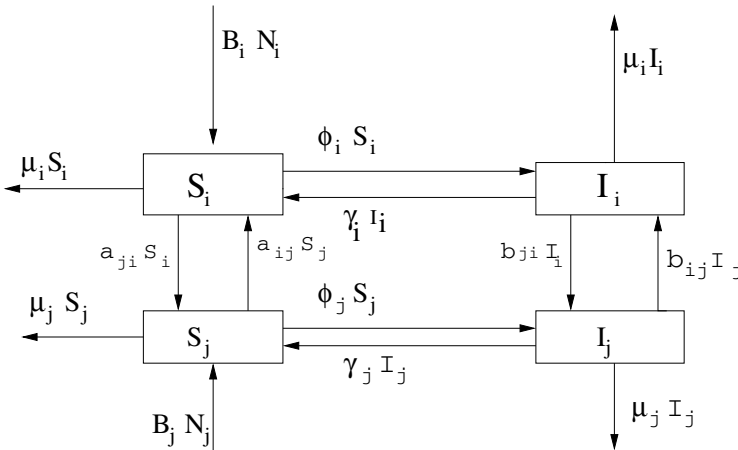 B_i N_i
μ_i I_i
φ_i S_i
μ_i S_i
S_i
I_i
γ_i I_i
a_ji S_i
a_ij S_j
b_ji I_i
b_ij I_j
φ_j S_j
μ_j S_j
S_j
I_j
γ_j I_j
μ_j I_j
B_j N_j